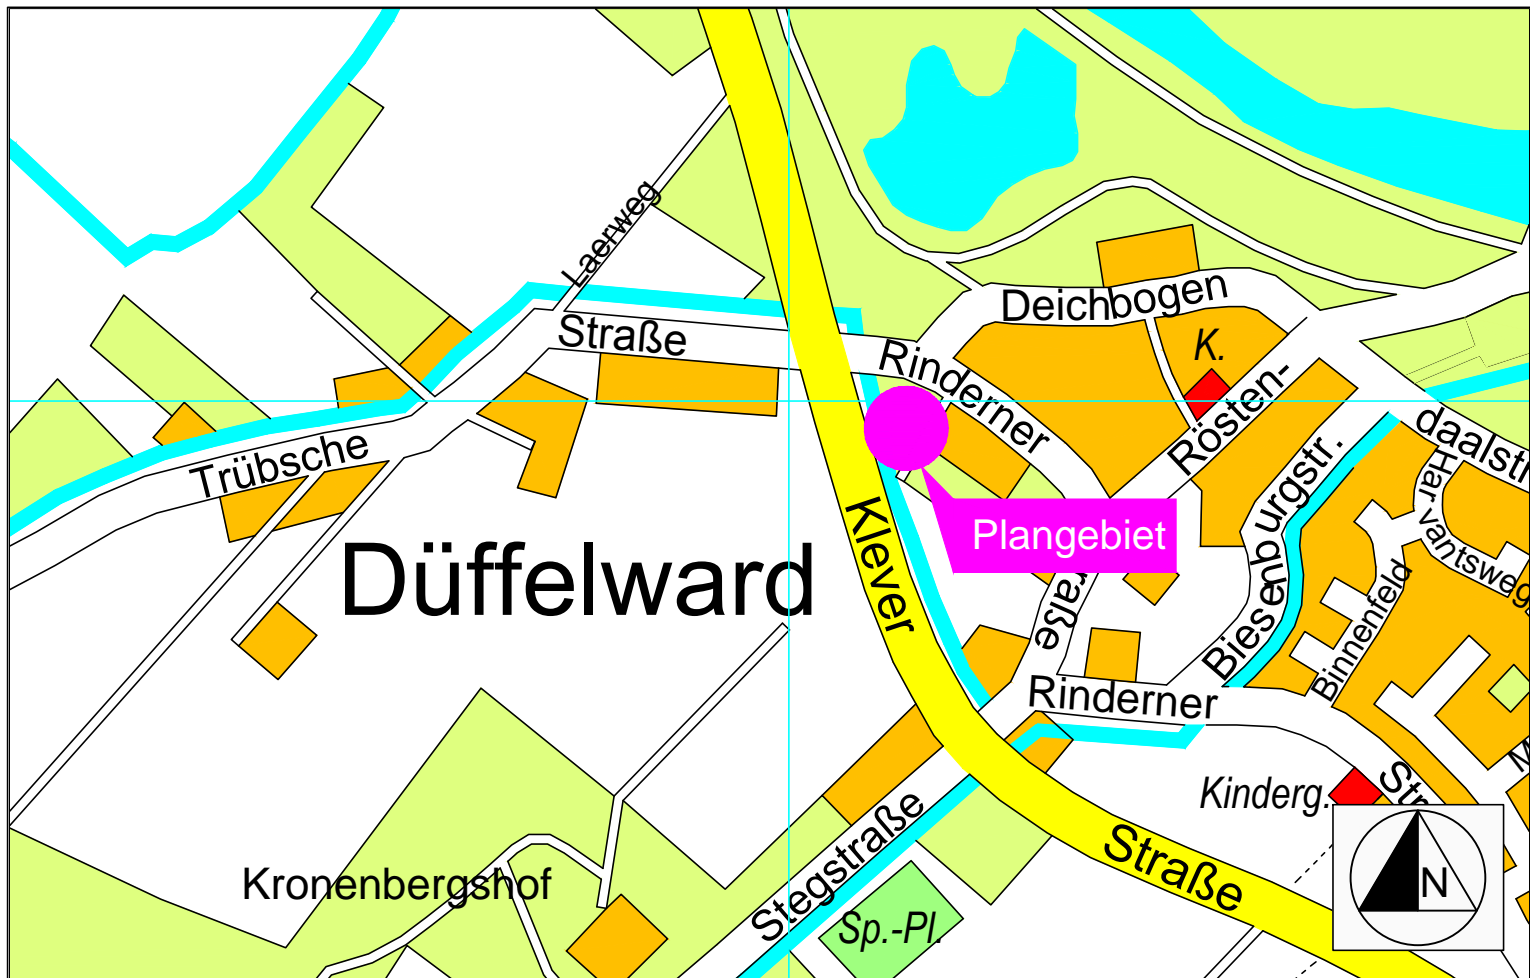 Laerweg
Straße
Deichbogen
K.
Rinderner
Rösten-
daalstr
Trübsche
Har
vantsweg
Biesenburgstr.
Klever
Plangebiet
Düffelward
raße
Binnenfeld
Rinderner
Kinderg.
Str
M
Straße
Stegstraße
Kronenbergshof
Sp.-Pl.
N